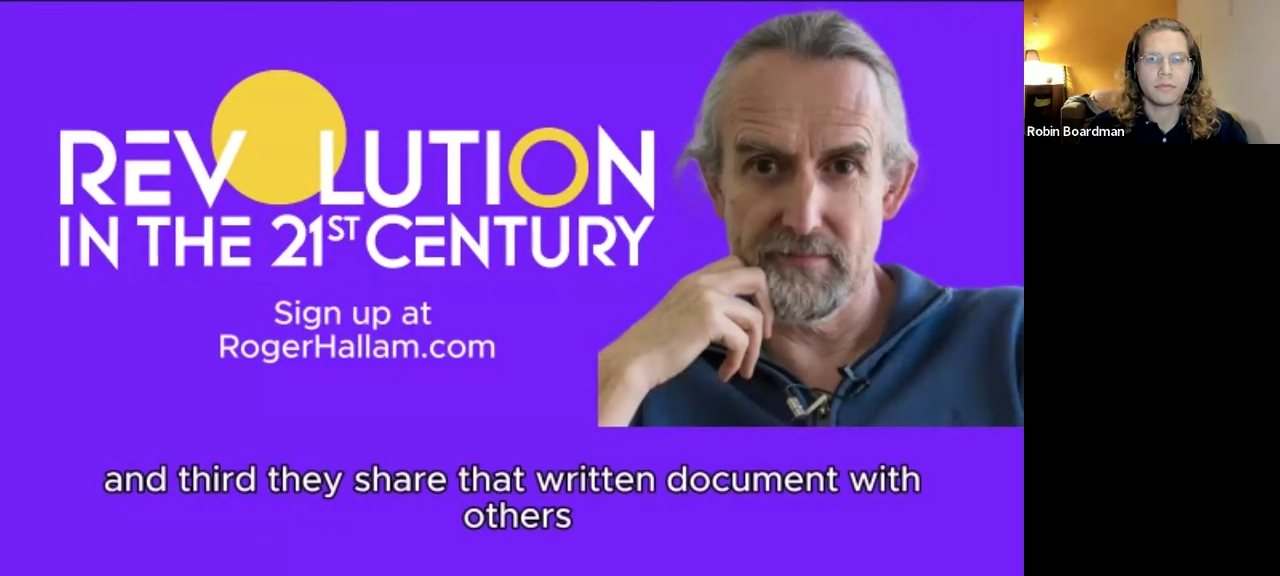 REVOLUTION
IN THE 21ST CENTURY
Sign up at
RogerHallam.com
and third they share that written document with
others
Robin Boardman